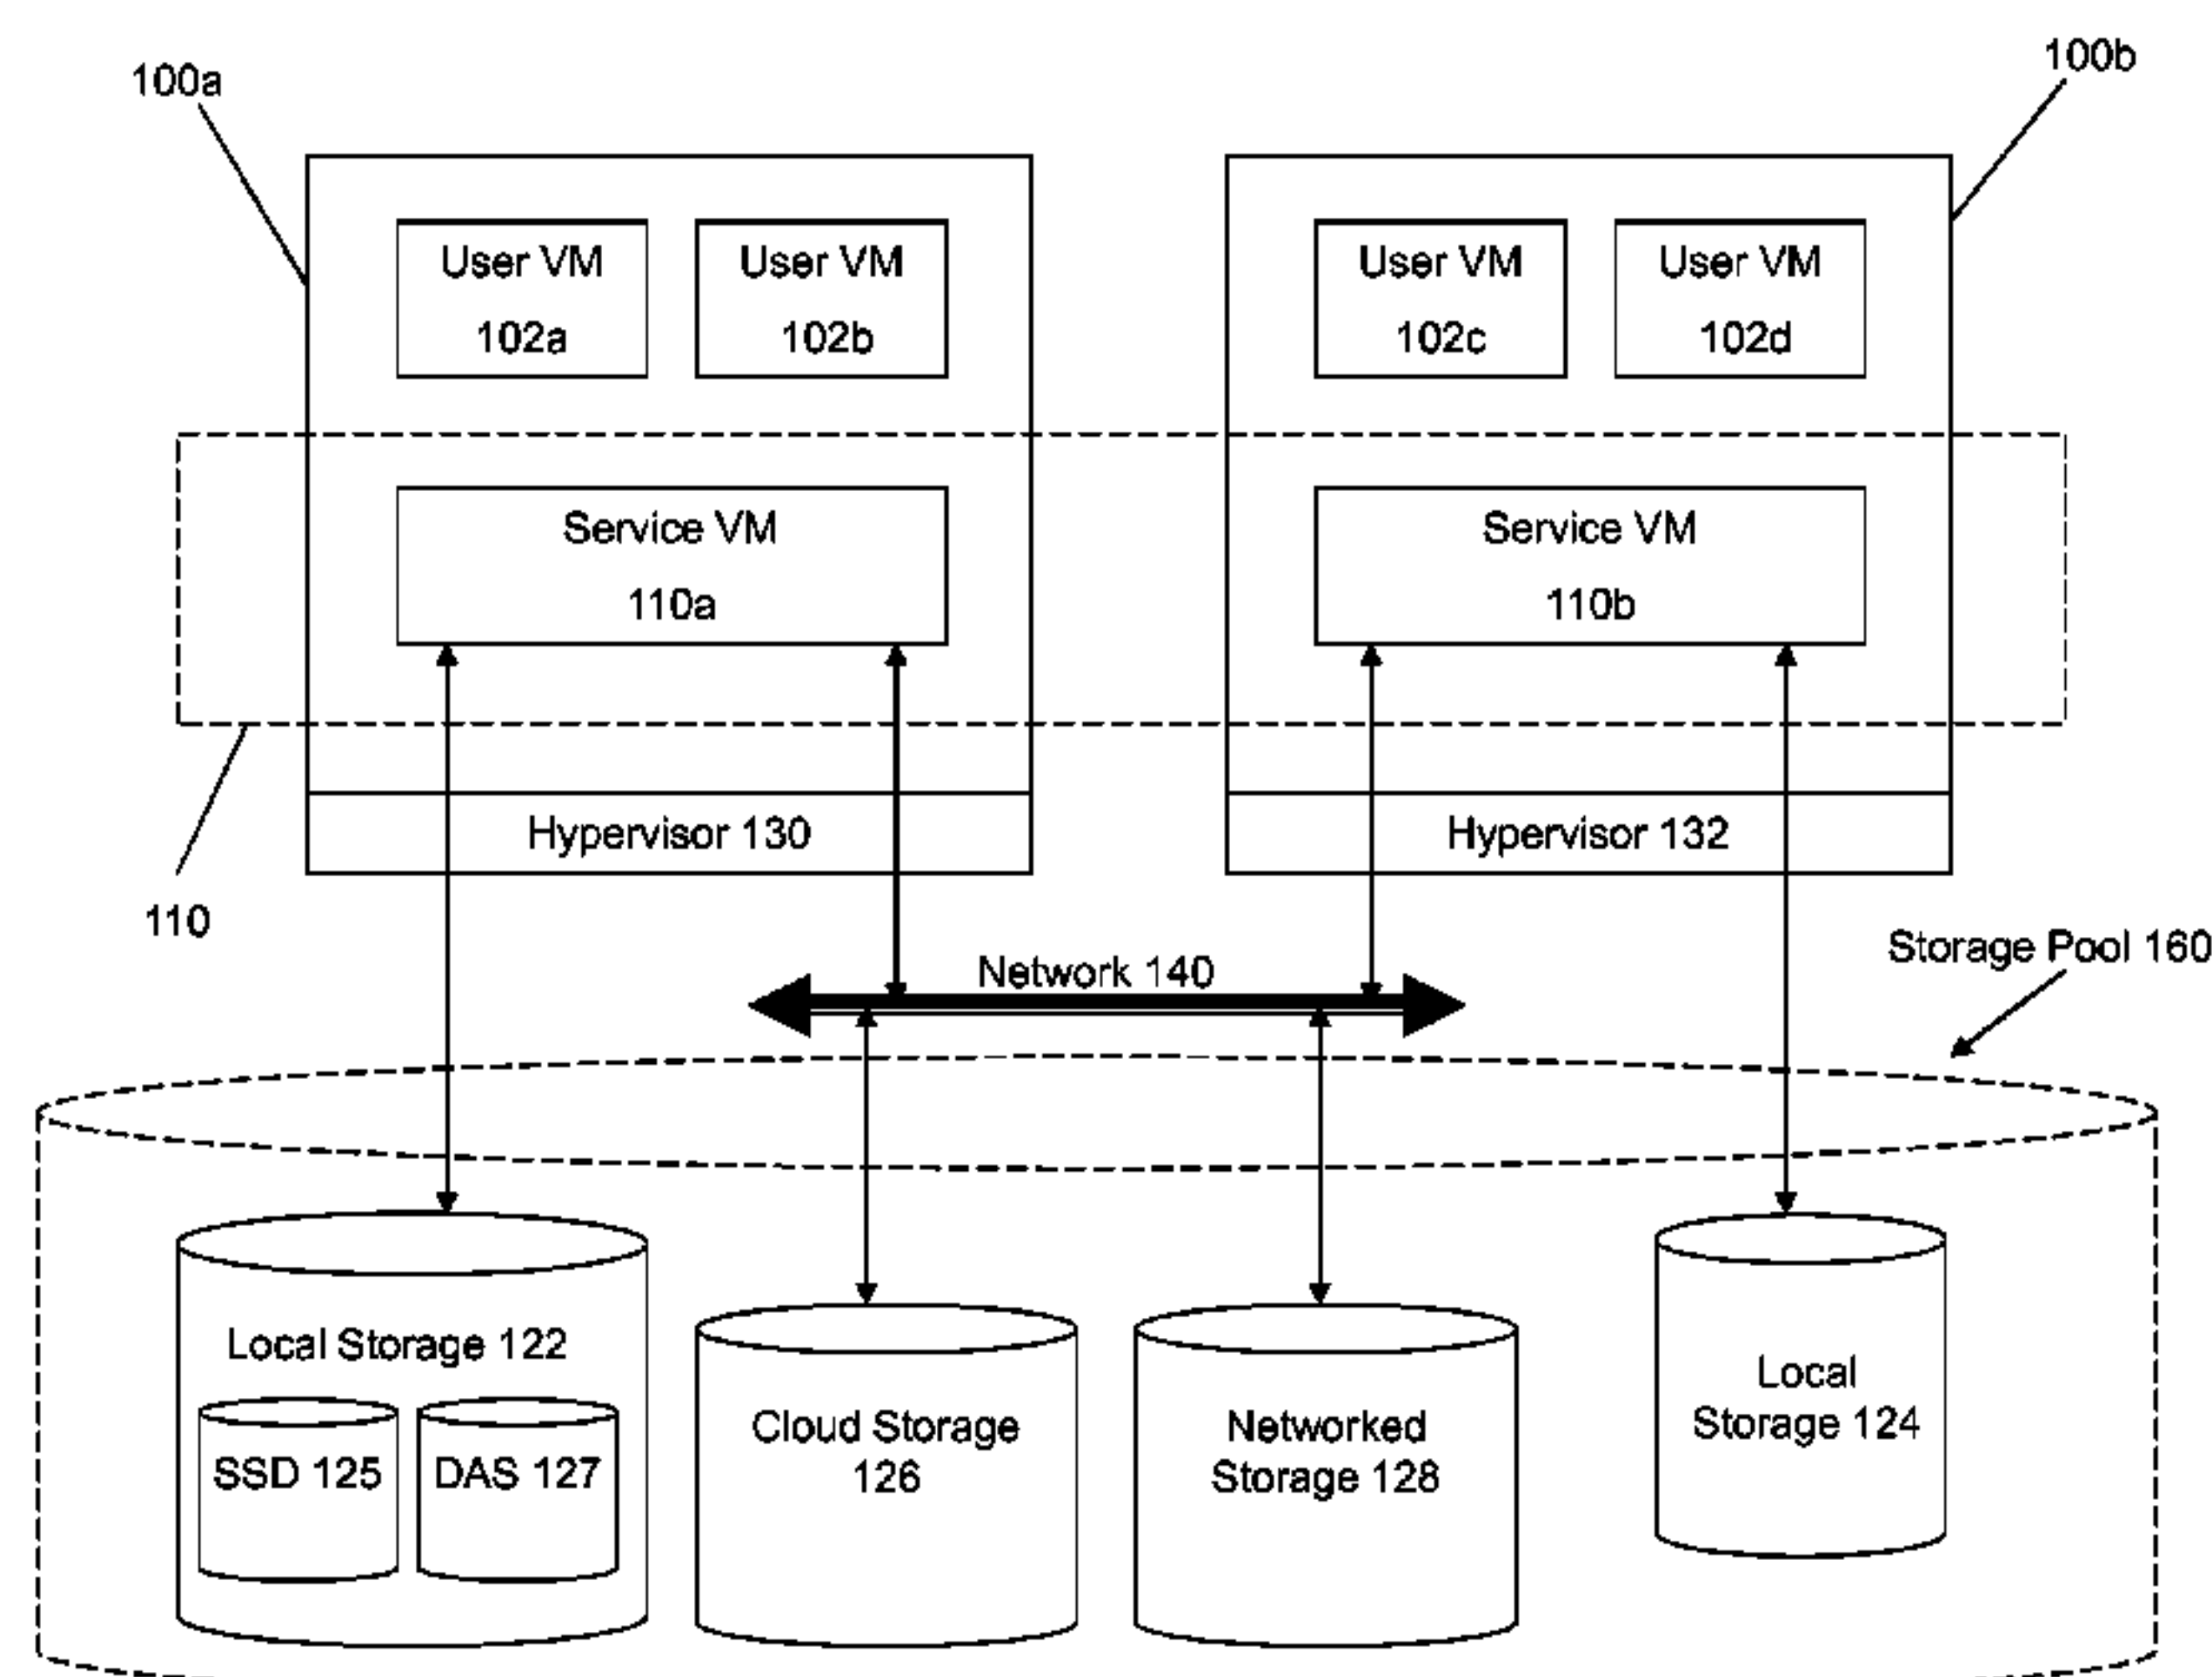 100a
100b
User VM
102a
User VM
102b
User VM
102c
User VM
102d
Service VM
110a
Service VM
110b
Hypervisor 130
Hypervisor 132
110
Storage Pool 160
Network 140
Local Storage 122
SSD 125
DAS 127
Cloud Storage
126
Networked
Storage 128
Local
Storage 124